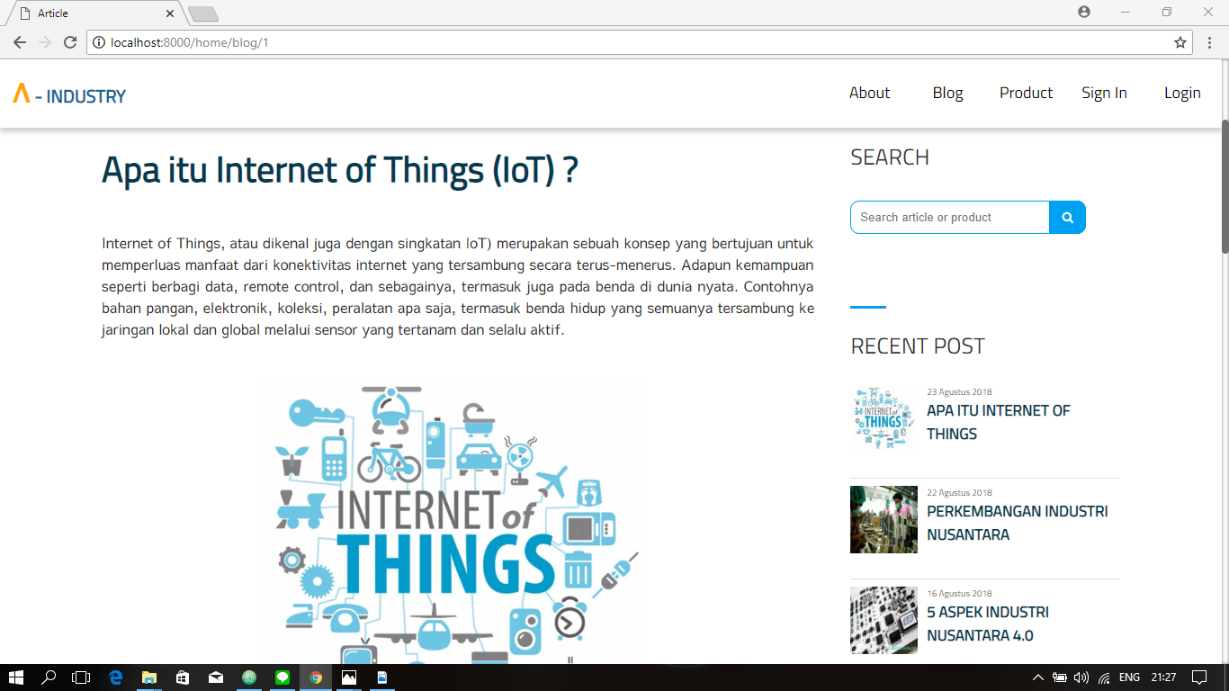 Article
localhost:8000/home/blog/1
Λ - INDUSTRY
About Blog Product Sign In Login
Apa itu Internet of Things (IoT) ?
Internet of Things, atau dikenal juga dengan singkatan IoT) merupakan sebuah konsep yang bertujuan untuk
memperluas manfaat dari konektivitas internet yang tersambung secara terus-menerus. Adapun kemampuan
seperti berbagi data, remote control, dan sebagainya, termasuk juga pada benda di dunia nyata. Contohnya
bahan pangan, elektronik, koleksi, peralatan apa saja, termasuk benda hidup yang semuanya tersambung ke
jaringan lokal dan global melalui sensor yang tertanam dan selalu aktif.
INTERNET of
THINGS
SEARCH
Search article or product
RECENT POST
INTERNET of
THINGS
23 Agustus 2018
APA ITU INTERNET OF
THINGS
22 Agustus 2018
PERKEMBANGAN INDUSTRI
NUSANTARA
16 Agustus 2018
5 ASPEK INDUSTRI
NUSANTARA 4.0
ENG 21:27